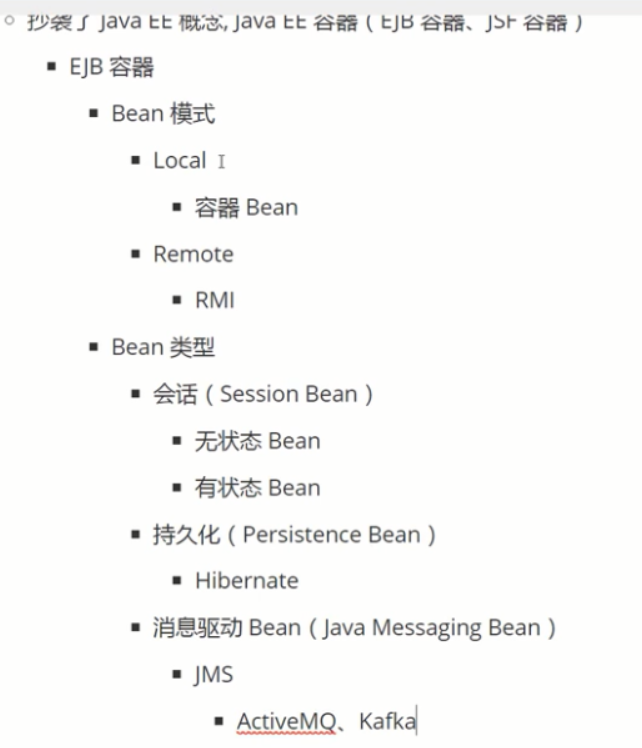 抄袭了 Java EE 概念, Java EE 容器（EJB 容器、JSF 容器）
EJB 容器
Bean 模式
Local
容器 Bean
Remote
RMI
Bean 类型
会话（Session Bean）
无状态 Bean
有状态 Bean
持久化（Persistence Bean）
Hibernate
消息驱动 Bean（Java Messaging Bean）
JMS
ActiveMQ、Kafka